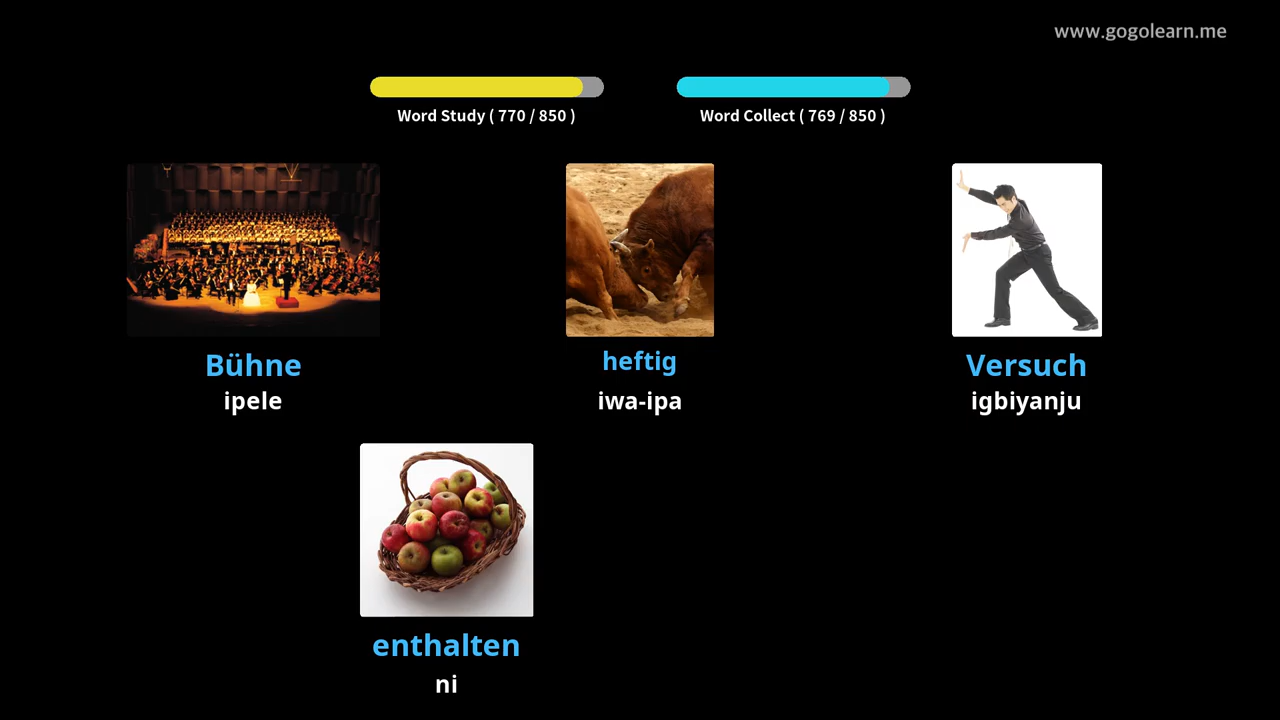 www.gogolearn.me
Word Study ( 770 / 850 )
Word Collect ( 769 / 850 )
Bühne
ipele
heftig
iwa-ipa
Versuch
igbiyanju
enthalten
ni